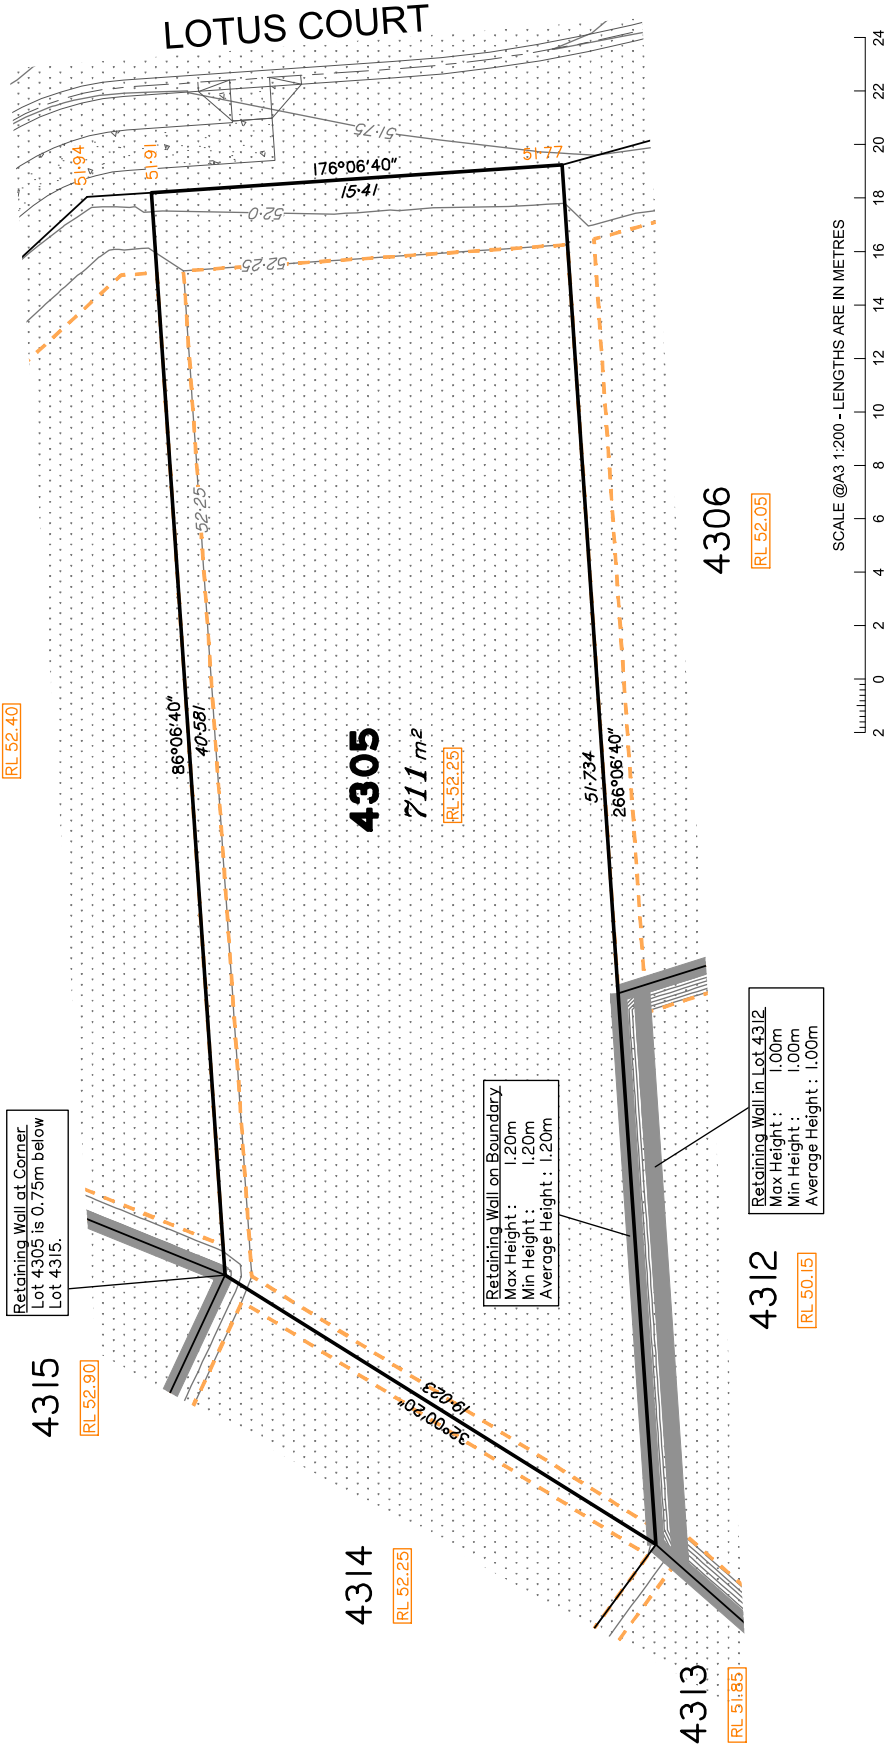 LOTUS COURT
51·94
51·91
51·75
51·77
176°06'40"
15·41
52·0
52·25
52·25
86°06'40"
40·581
4305
711 m²
RL 52.25
51·734
266°06'40"
32°00'20"
19·023
RL 52.40
4306
RL 52.05
Retaining Wall at Corner
Lot 4305 is 0.75m below
Lot 4315.
4315
RL 52.90
Retaining Wall on Boundary
Max Height : 1.20m
Min Height : 1.20m
Average Height : 1.20m
Retaining Wall in Lot 4312
Max Height : 1.00m
Min Height : 1.00m
Average Height : 1.00m
4312
RL 50.15
4314
RL 52.25
4313
RL 51.85
SCALE @A3 1:200 - LENGTHS ARE IN METRES
2 0 2 4 6 8 10 12 14 16 18 20 22 24